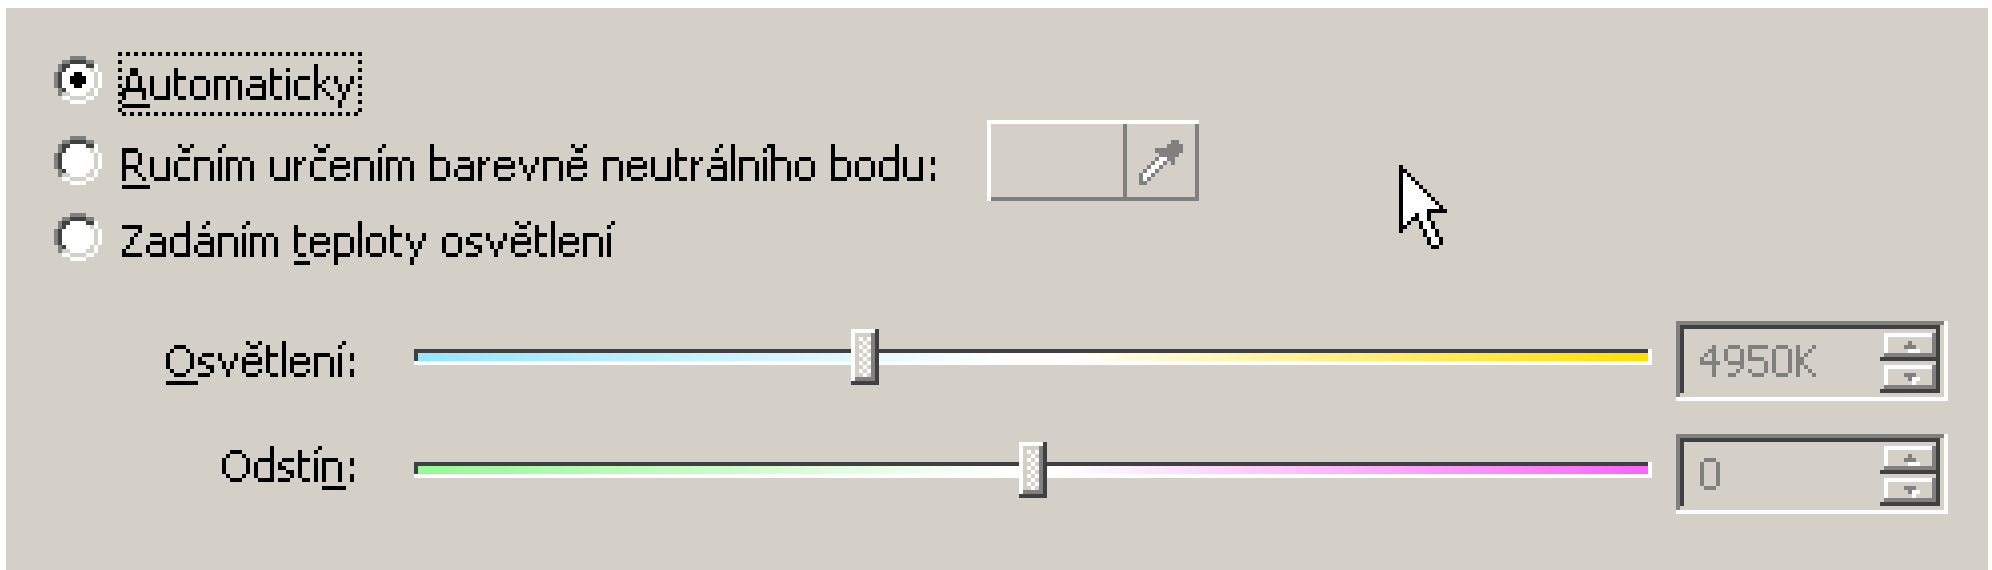 Automaticky
Ručním určením barevně neutrálního bodu:
Zadáním teploty osvětlení
Osvětlení: 4950K
Odstín: 0